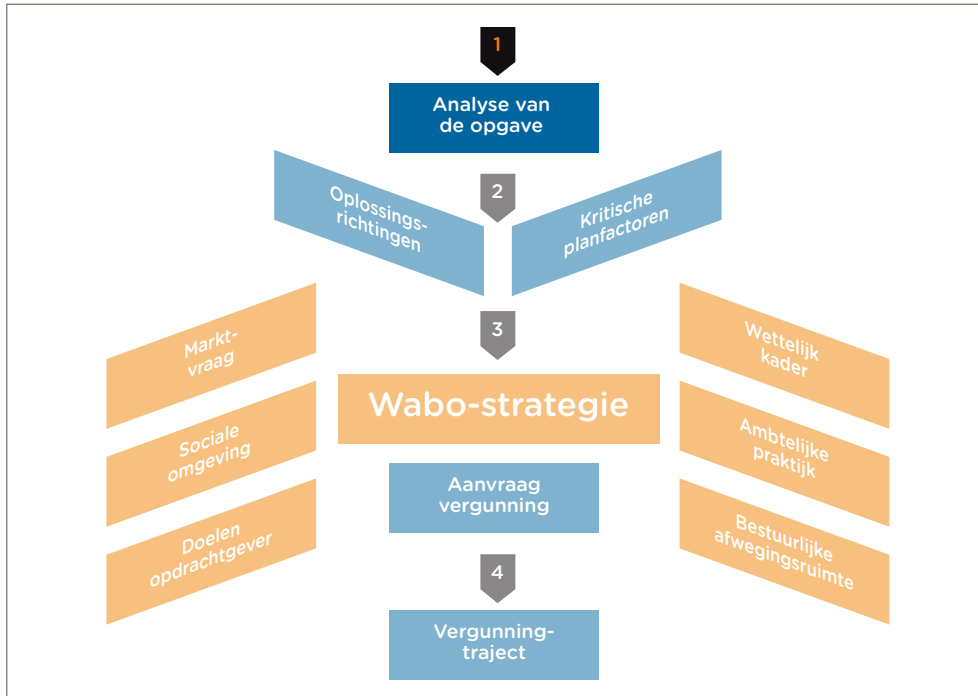 1
Analyse van
de opgave
2
Oplossings-
richtingen
Kritische
planfactoren
3
Markt-
vraag
Wettelijk
kader
Wabo-strategie
Sociale
omgeving
Ambtelijke
praktijk
Aanvraag
vergunning
Doelen
opdrachtgever
Bestuurlijke
afwegingsruimte
4
Vergunning-
traject